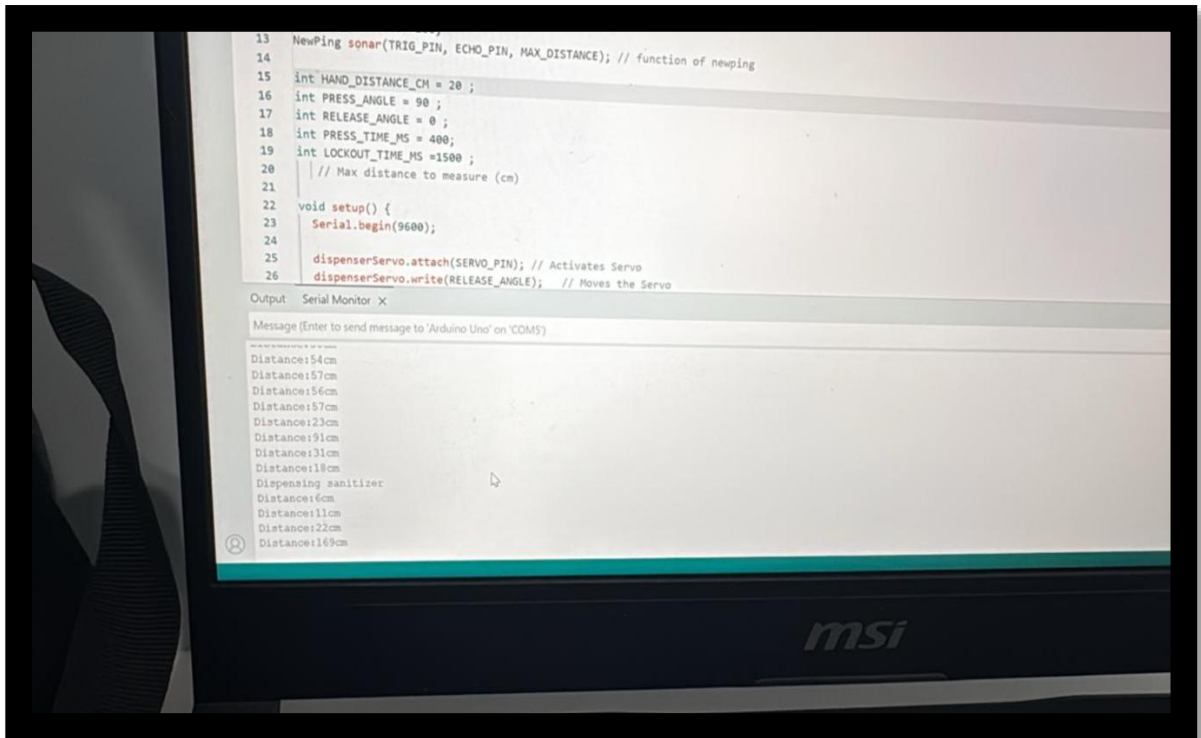 13 NewPing sonar(TRIG_PIN, ECHO_PIN, MAX_DISTANCE); // function of newping
14
15 int HAND_DISTANCE_CM = 20 ;
16 int PRESS_ANGLE = 90 ;
17 int RELEASE_ANGLE = 0 ;
18 int PRESS_TIME_MS = 400;
19 int LOCKOUT_TIME_MS =1500 ;
20 // Max distance to measure (cm)
21
22 void setup() {
23 Serial.begin(9600);
24
25 dispenserServo.attach(SERVO_PIN); // Activates Servo
26 dispenserServo.write(RELEASE_ANGLE); // Moves the Servo
Output Serial Monitor X
Message (Enter to send message to 'Arduino Uno' on 'COM5')
Distance:54cm
Distance:57cm
Distance:56cm
Distance:57cm
Distance:23cm
Distance:91cm
Distance:31cm
Distance:18cm
Dispensing sanitizer
Distance:6cm
Distance:11cm
Distance:22cm
Distance:169cm
msi